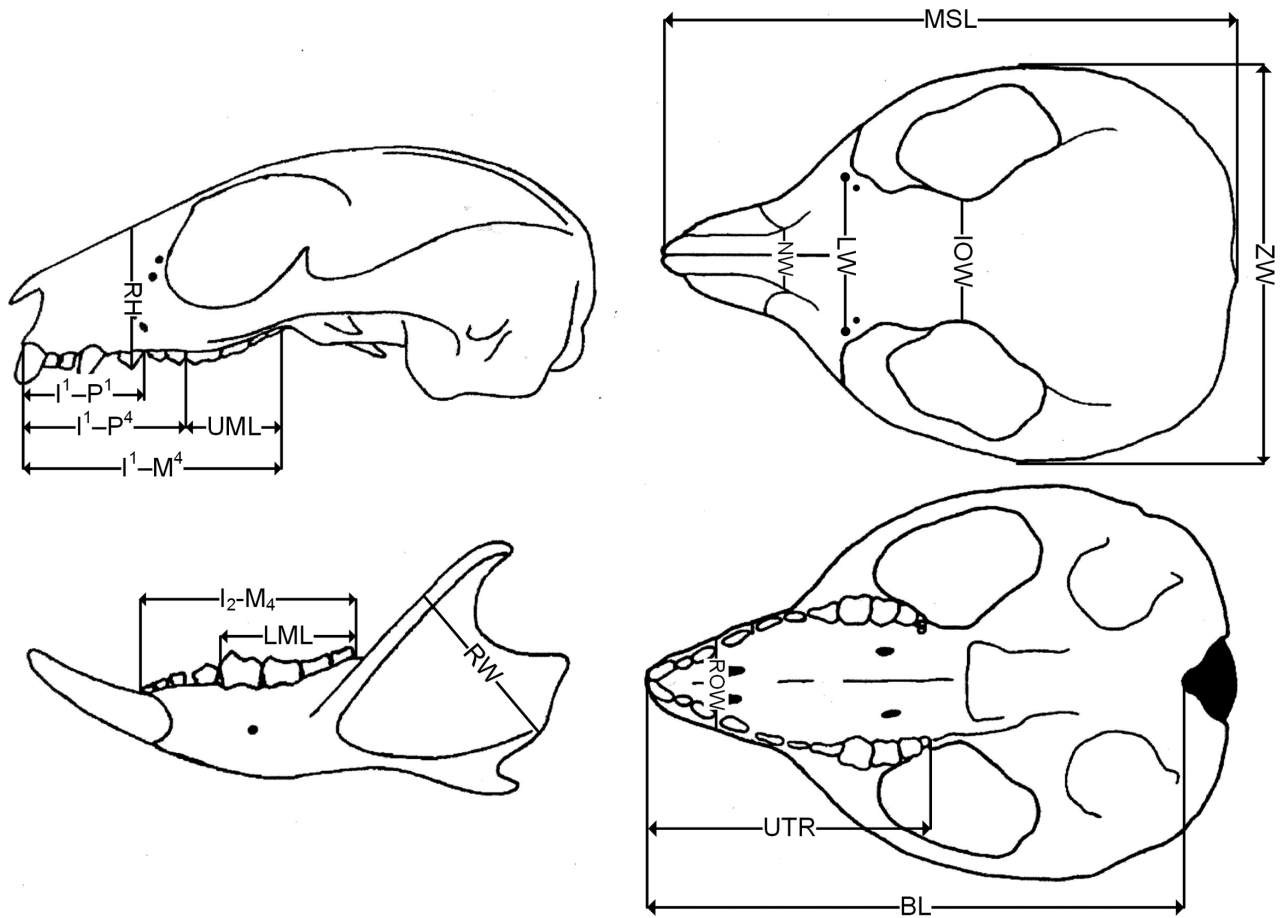 MSL
RH
I¹–P¹
I¹–P⁴
UML
I¹–M⁴
NW
LW
IOW
ZW
I₂-M₄
LML
RW
ROW
UTR
BL